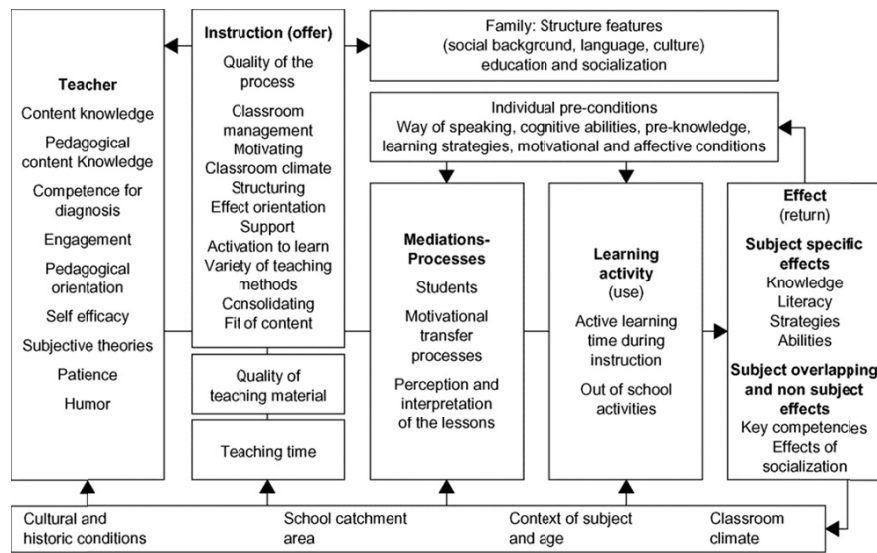 Teacher
Content knowledge
Pedagogical
content Knowledge
Competence for
diagnosis
Engagement
Pedagogical
orientation
Self efficacy
Subjective theories
Patience
Humor
Instruction (offer)
Quality of the
process
Classroom
management
Motivating
Classroom climate
Structuring
Effect orientation
Support
Activation to learn
Variety of teaching
methods
Consolidating
Fil of content
Quality of
teaching material
Teaching time
Family: Structure features
(social background, language, culture)
education and socialization
Individual pre-conditions
Way of speaking, cognitive abilities, pre-knowledge,
learning strategies, motivational and affective conditions
Mediations-
Processes
Students
Motivational
transfer
processes
Perception and
interpretation
of the lessons
Learning
activity
(use)
Active learning
time during
instruction
Out of school
activities
Effect
(return)
Subject specific
effects
Knowledge
Literacy
Strategies
Abilities
Subject overlapping
and non subject
effects
Key competencies
Effects of
socialization
Cultural and
historic conditions
School catchment
area
Context of subject
and age
Classroom
climate